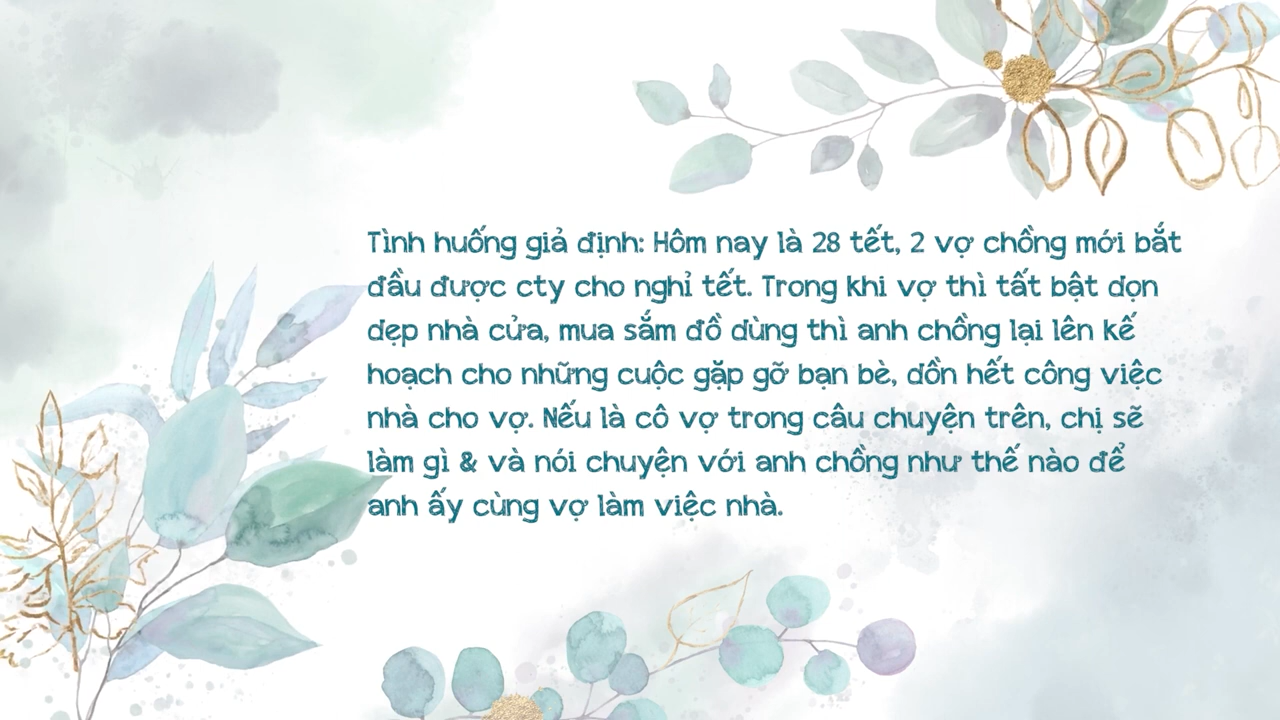 Tình huống giả định: Hôm nay là 28 tết, 2 vợ chồng mới bắt
đầu được cty cho nghỉ tết. Trong khi vợ thì tất bật dọn
dẹp nhà cửa, mua sắm đồ dùng thì anh chồng lại lên kế
hoạch cho những cuộc gặp gỡ bạn bè, dồn hết công việc
nhà cho vợ. Nếu là cô vợ trong câu chuyện trên, chị sẽ
làm gì & và nói chuyện với anh chồng như thế nào để
anh ấy cùng vợ làm việc nhà.